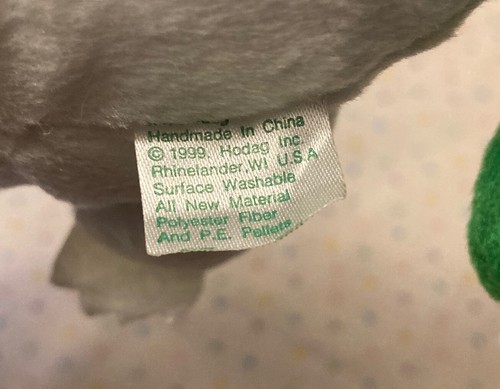 Handmade In China
© 1999, Hodag Inc
Rhinelander, WI U.S.A
Surface Washable
All New Material
Polyester Fiber
And P.E. Pellets